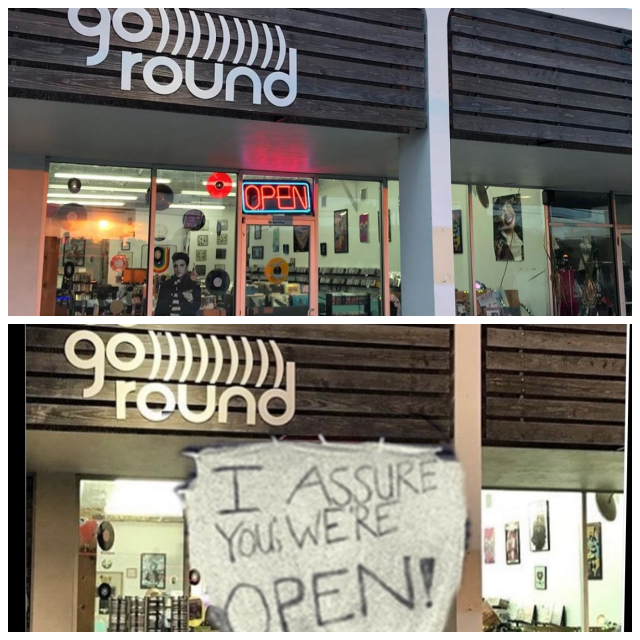 go
round
OPEN
go
round
I ASSURE
YOU, WE'RE
OPEN!